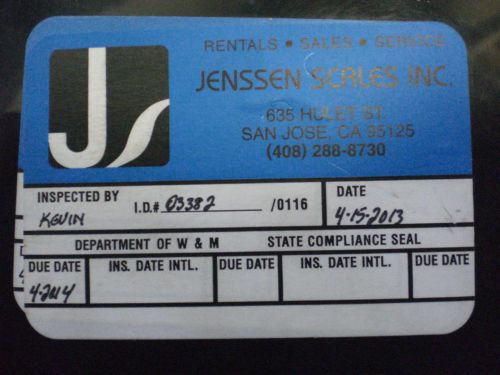 RENTALS • SALES • SERVICE
JENSSEN SCALES INC.
635 HULET ST.
SAN JOSE, CA 95125
(408) 288-8730
JS
INSPECTED BY I.D.# 03382 /0116 DATE
KEVIN 4-15-2013
DEPARTMENT OF W & M STATE COMPLIANCE SEAL
DUE DATE INS. DATE INTL. DUE DATE INS. DATE INTL. DUE DATE
4-2014